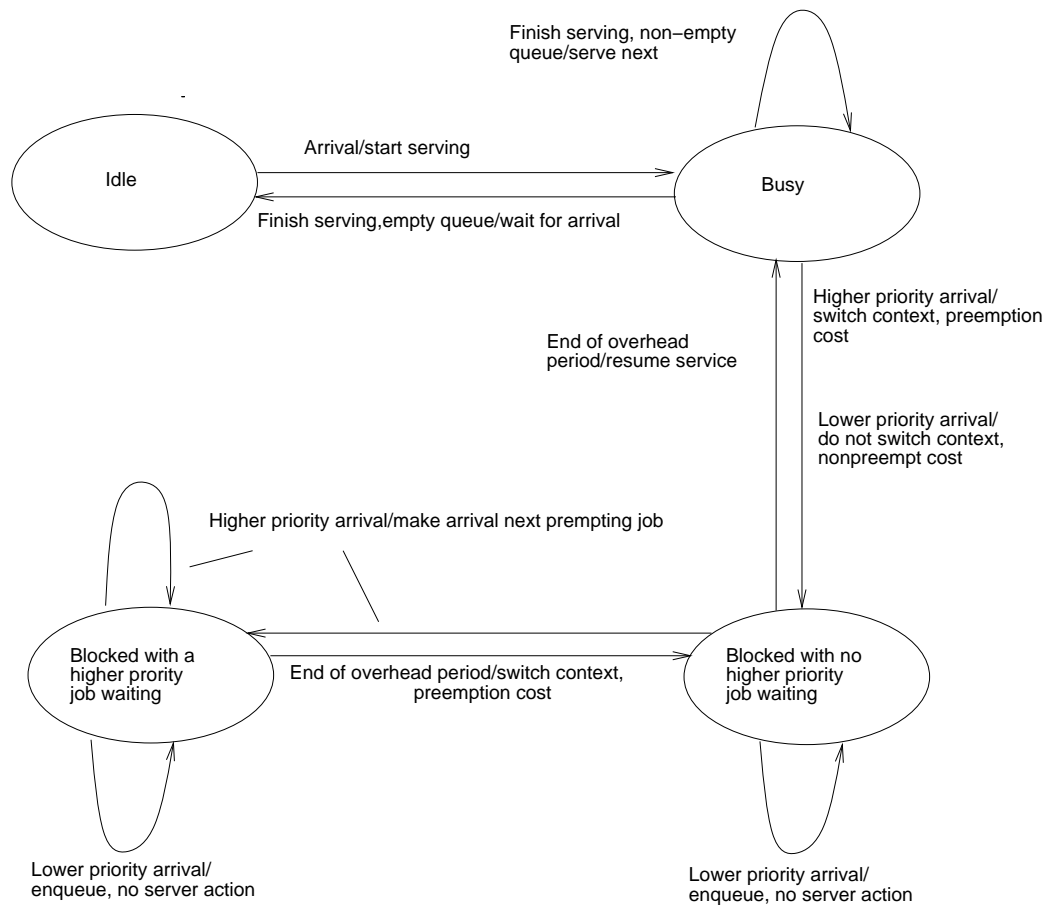 Finish serving, non−empty
queue/serve next
Arrival/start serving
Idle
Busy
Finish serving,empty queue/wait for arrival
Higher priority arrival/
switch context, preemption
cost
End of overhead
period/resume service
Lower priority arrival/
do not switch context,
nonpreempt cost
Higher priority arrival/make arrival next prempting job
Blocked with a
higher prority
job waiting
Blocked with no
higher priority
job waiting
End of overhead period/switch context,
preemption cost
Lower priority arrival/
enqueue, no server action
Lower priority arrival/
enqueue, no server action